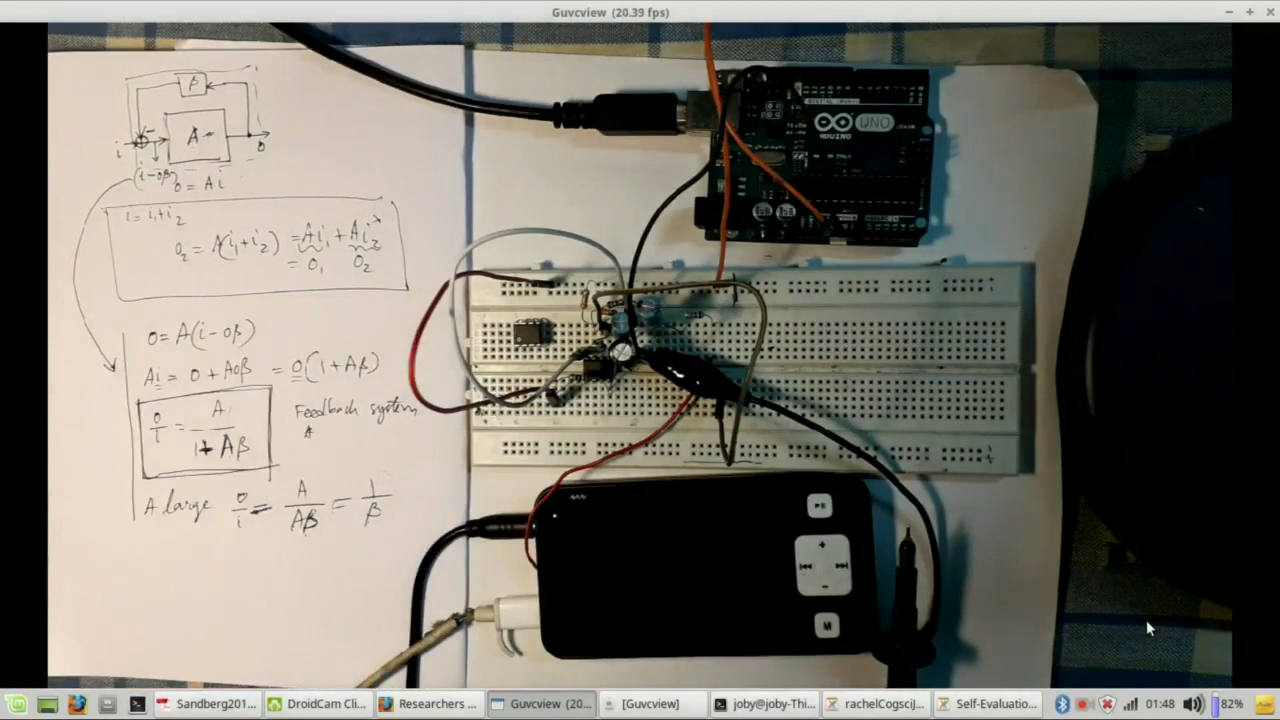 Guvcview (20.39 fps)
β
A
i
o
(i-oβ)
o = Ai
i = i₁+i₂
o₂ = A(i₁+i₂) = Ai₁ + Ai₂
= o₁ o₂
o = A(i-oβ)
Ai = o + Aoβ = o(1+Aβ)
o/i = A/(1+Aβ)
Feedback system
A
A large o/i = A/Aβ = 1/β
ARDUINO
UNO
M
Sandberg201...
DroidCam Cli...
Researchers ...
Guvcview (20...
[Guvcview]
joby@joby-Thi...
rachelCogscij...
Self-Evaluatio...
01:48
82%